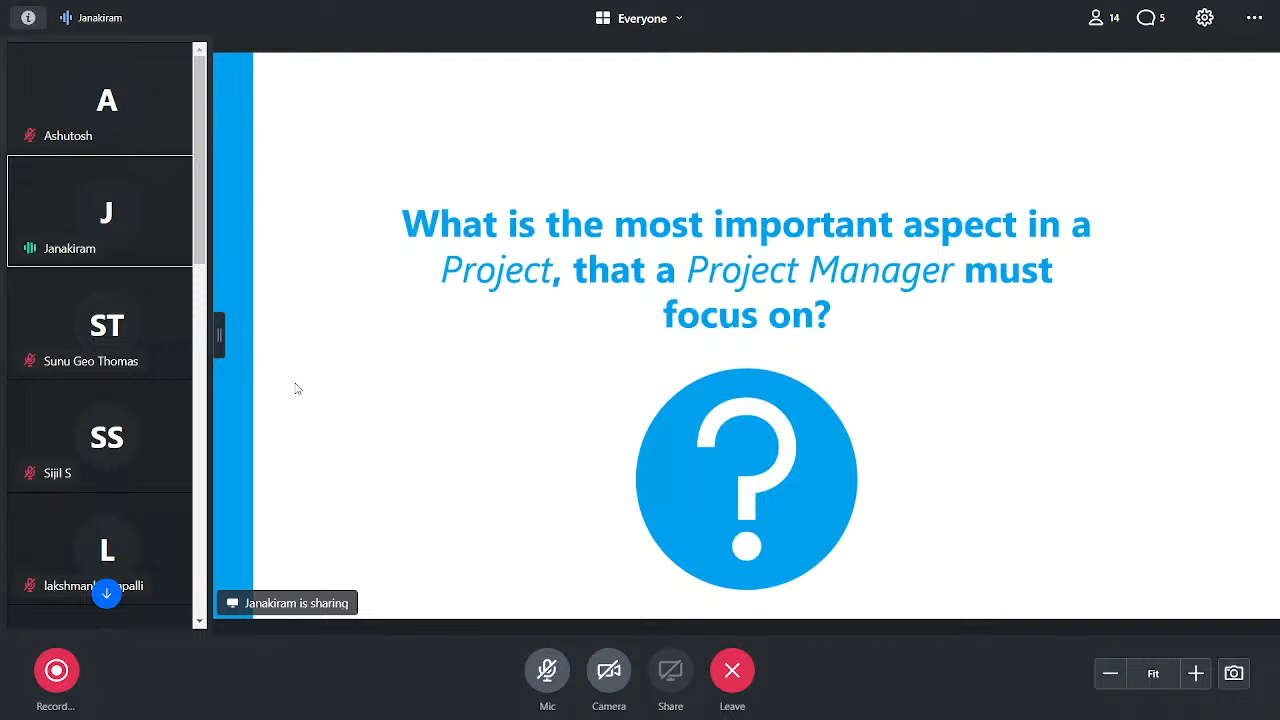 Janakiram
Everyone
14
5
A
Ashutosh
J
Janakiram
ST
Sunu Geo Thomas
SS
Sijil S
L
What is the most important aspect in a
Project, that a Project Manager must
focus on?
?
Janakiram is sharing
Record...
Mic
Camera
Share
Leave
Fit